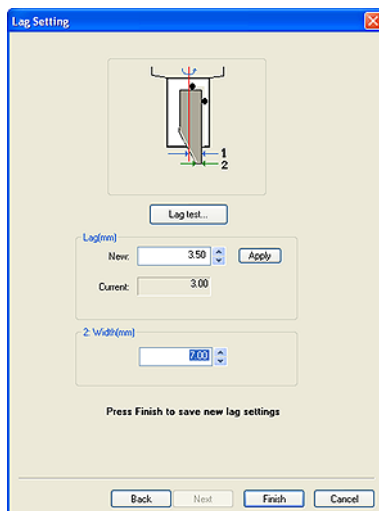 Lag Setting
1
2
Lag test...
Lag(mm)
New: 3.50 Apply
Current: 3.00
2: Width(mm)
7.00
Press Finish to save new lag settings
Back Next Finish Cancel